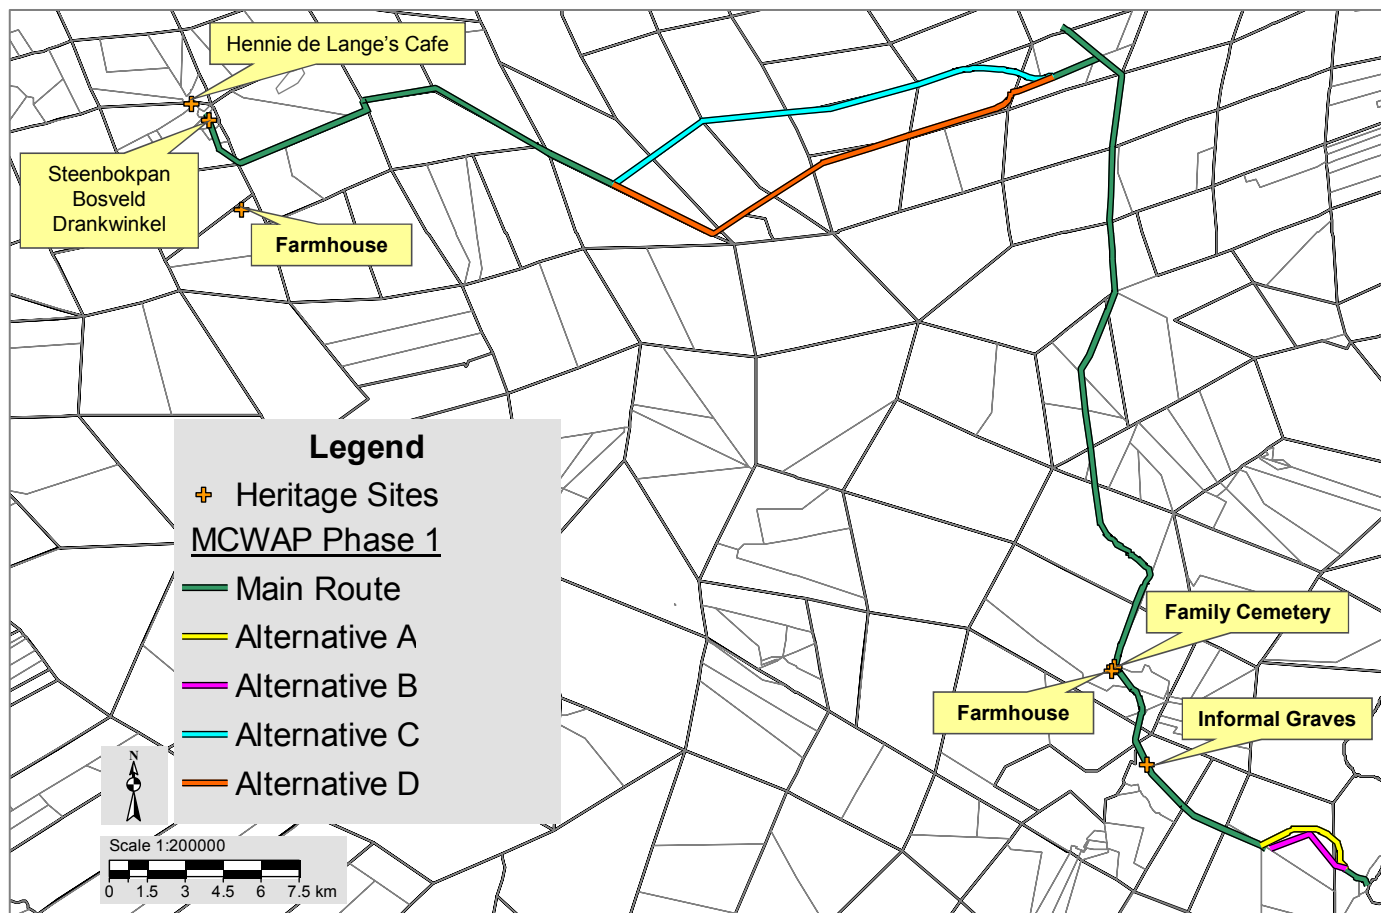 Hennie de Lange's Cafe
Steenbokpan
Bosveld
Drankwinkel
Farmhouse
Legend
Heritage Sites
MCWAP Phase 1
Main Route
Alternative A
Alternative B
Alternative C
Alternative D
N
Scale 1:200000
0 1.5 3 4.5 6 7.5 km
Family Cemetery
Farmhouse
Informal Graves